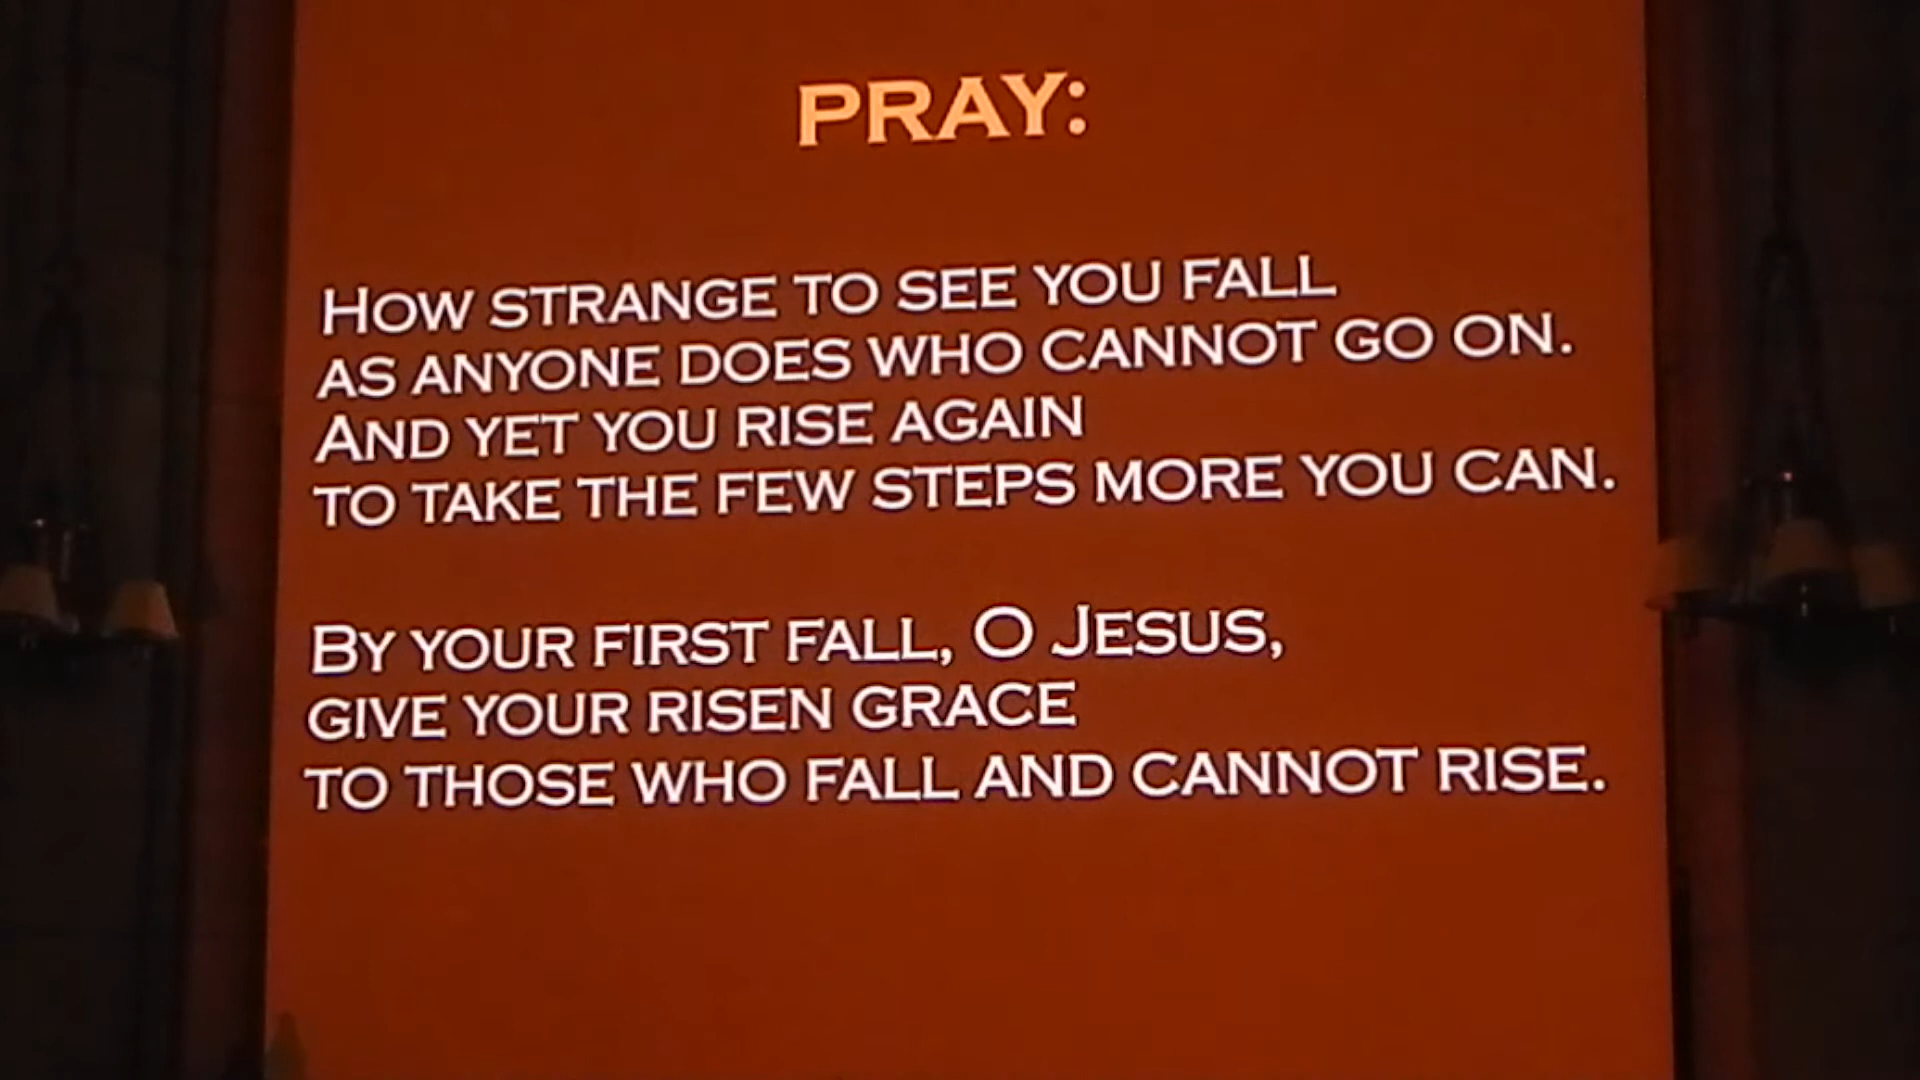 PRAY:
HOW STRANGE TO SEE YOU FALL
AS ANYONE DOES WHO CANNOT GO ON.
AND YET YOU RISE AGAIN
TO TAKE THE FEW STEPS MORE YOU CAN.
BY YOUR FIRST FALL, O JESUS,
GIVE YOUR RISEN GRACE
TO THOSE WHO FALL AND CANNOT RISE.